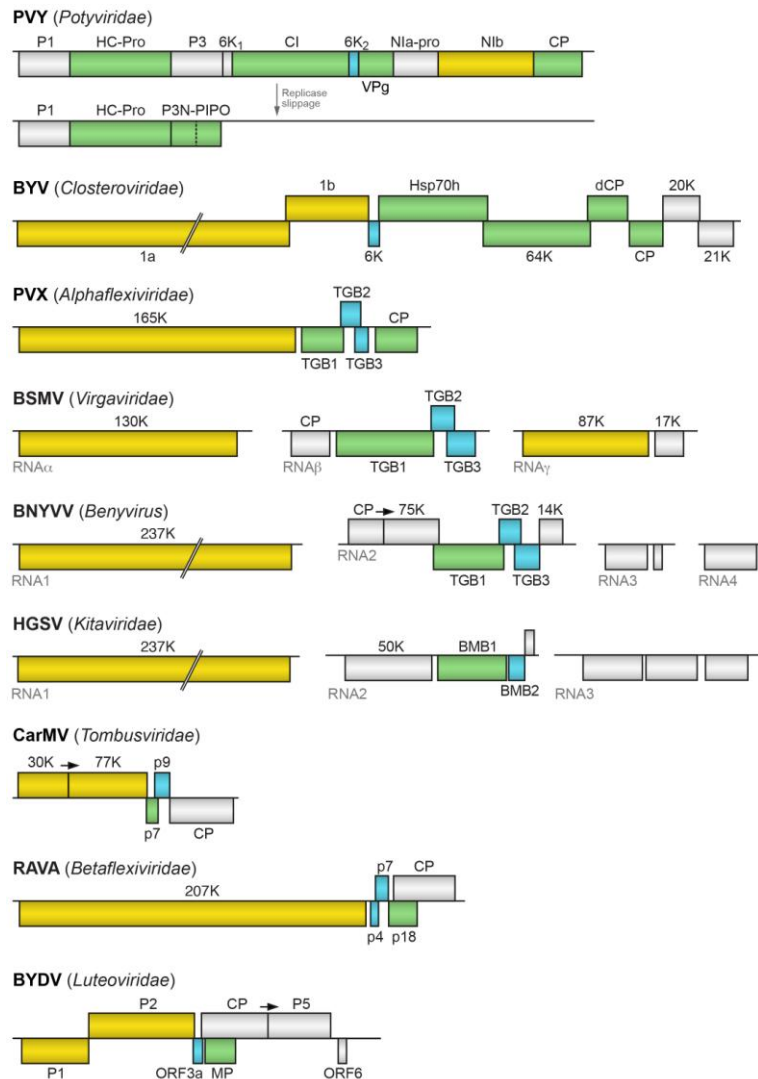 PVY (Potyviridae)
P1 HC-Pro P3 6K1 CI 6K2 NIa-pro NIb CP
VPg
Replicase
slippage
P1 HC-Pro P3N-PIPO
BYV (Closteroviridae)
1b Hsp70h dCP 20K
1a 6K 64K CP 21K
PVX (Alphaflexiviridae)
TGB2
165K CP
TGB1 TGB3
BSMV (Virgaviridae)
TGB2
130K CP 87K 17K
RNAα RNAβ TGB1 TGB3 RNAγ
BNYVV (Benyvirus)
CP 75K TGB2 14K
237K
RNA2
TGB1 TGB3
RNA1 RNA3 RNA4
HGSV (Kitaviridae)
237K 50K BMB1
RNA1 RNA2 BMB2 RNA3
CarMV (Tombusviridae)
30K 77K p9
p7 CP
RAVA (Betaflexiviridae)
p7 CP
207K
p4 p18
BYDV (Luteoviridae)
P2 CP P5
P1 ORF3a MP ORF6